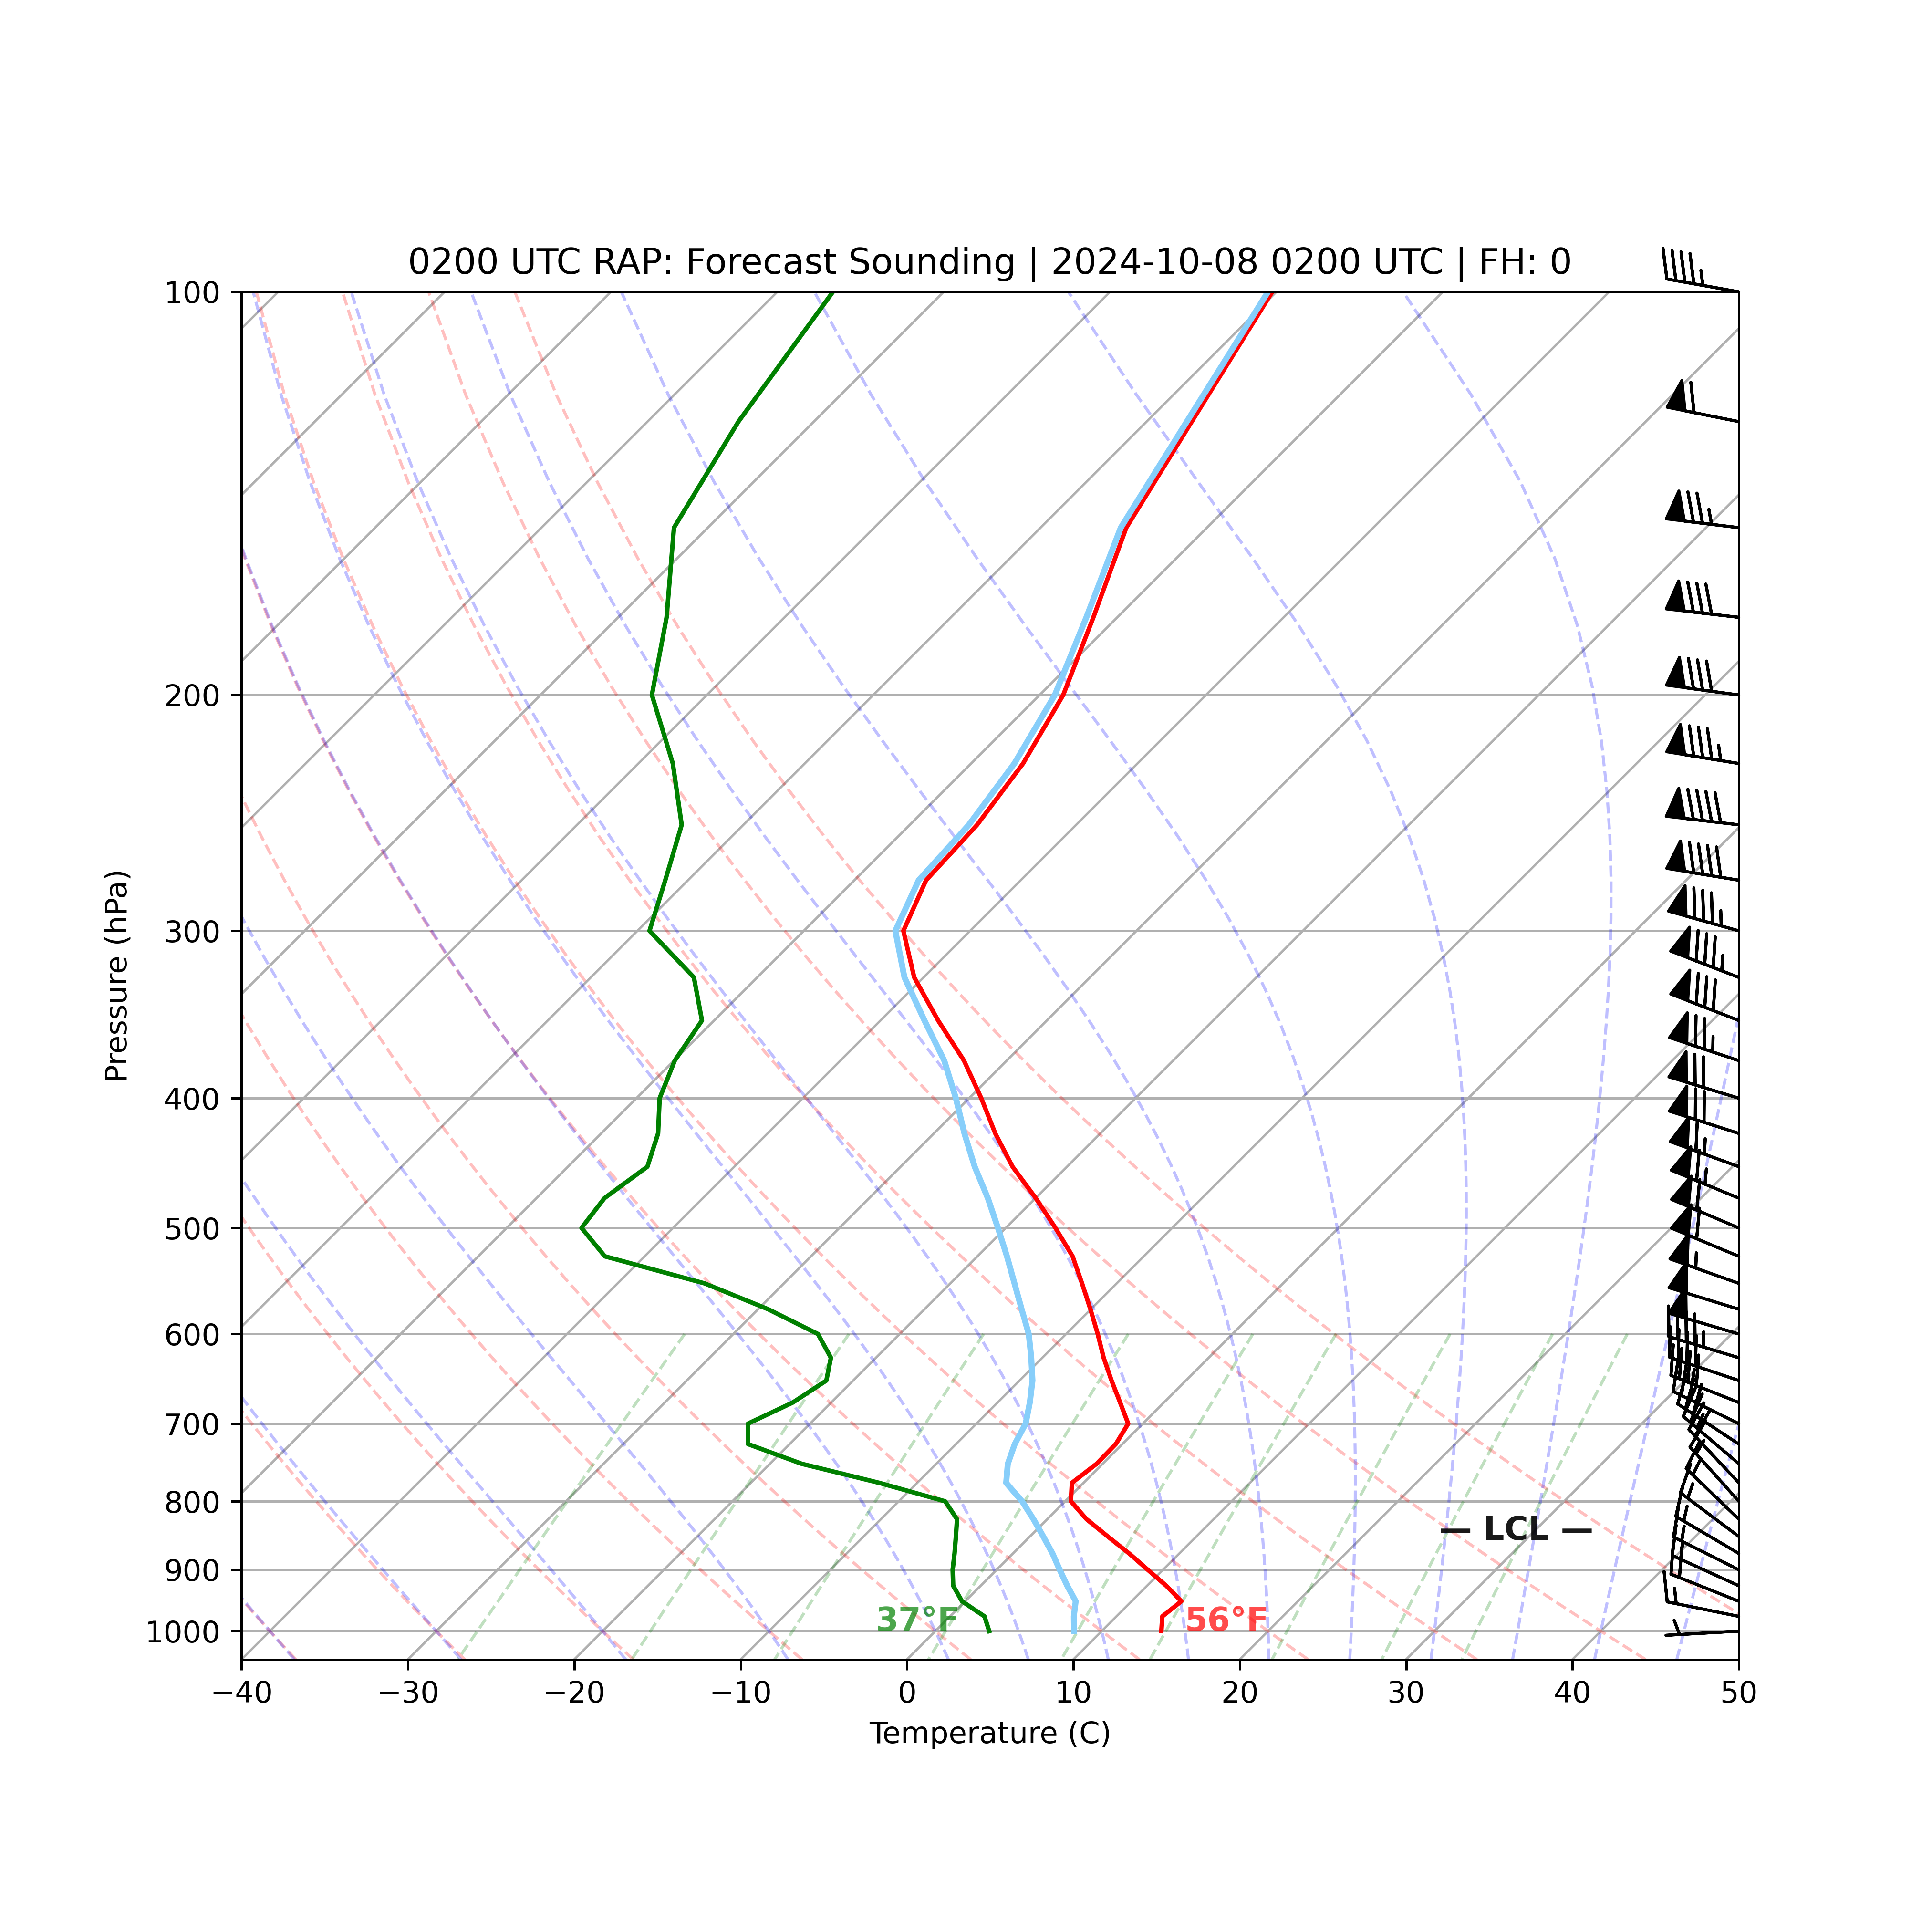 0200 UTC RAP: Forecast Sounding | 2024-10-08 0200 UTC | FH: 0
100
200
300
400
500
600
700
800
900
1000
Pressure (hPa)
— LCL —
37°F
56°F
−40 −30 −20 −10 0 10 20 30 40 50
Temperature (C)